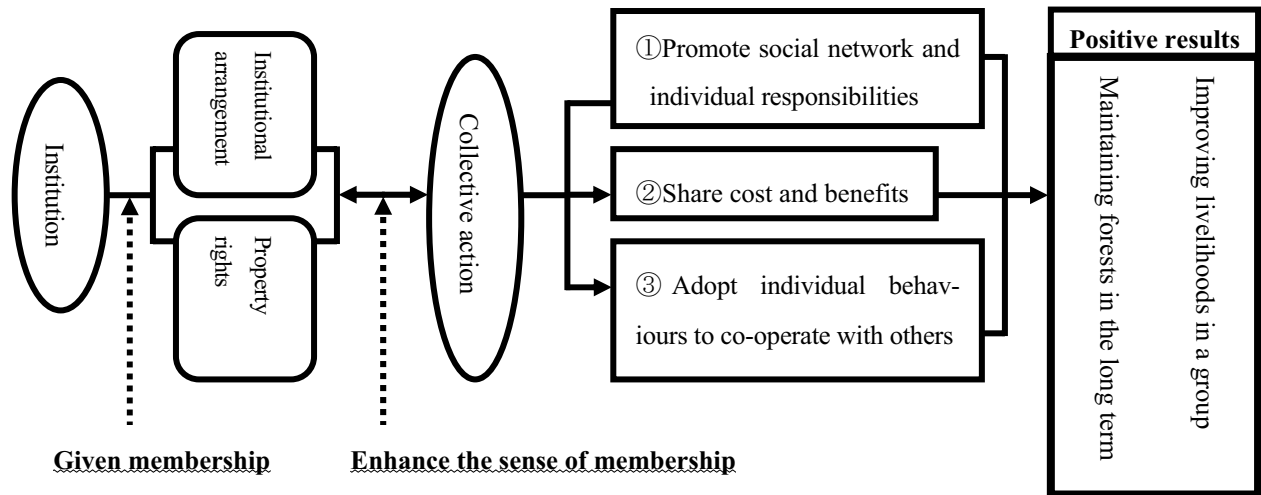 Institution
Institutional
arrangement
Property
rights
Collective action
①Promote social network and
individual responsibilities
②Share cost and benefits
③ Adopt individual behav-
iours to co-operate with others
Positive results
Improving livelihoods in a group
Maintaining forests in the long term
Given membership
Enhance the sense of membership